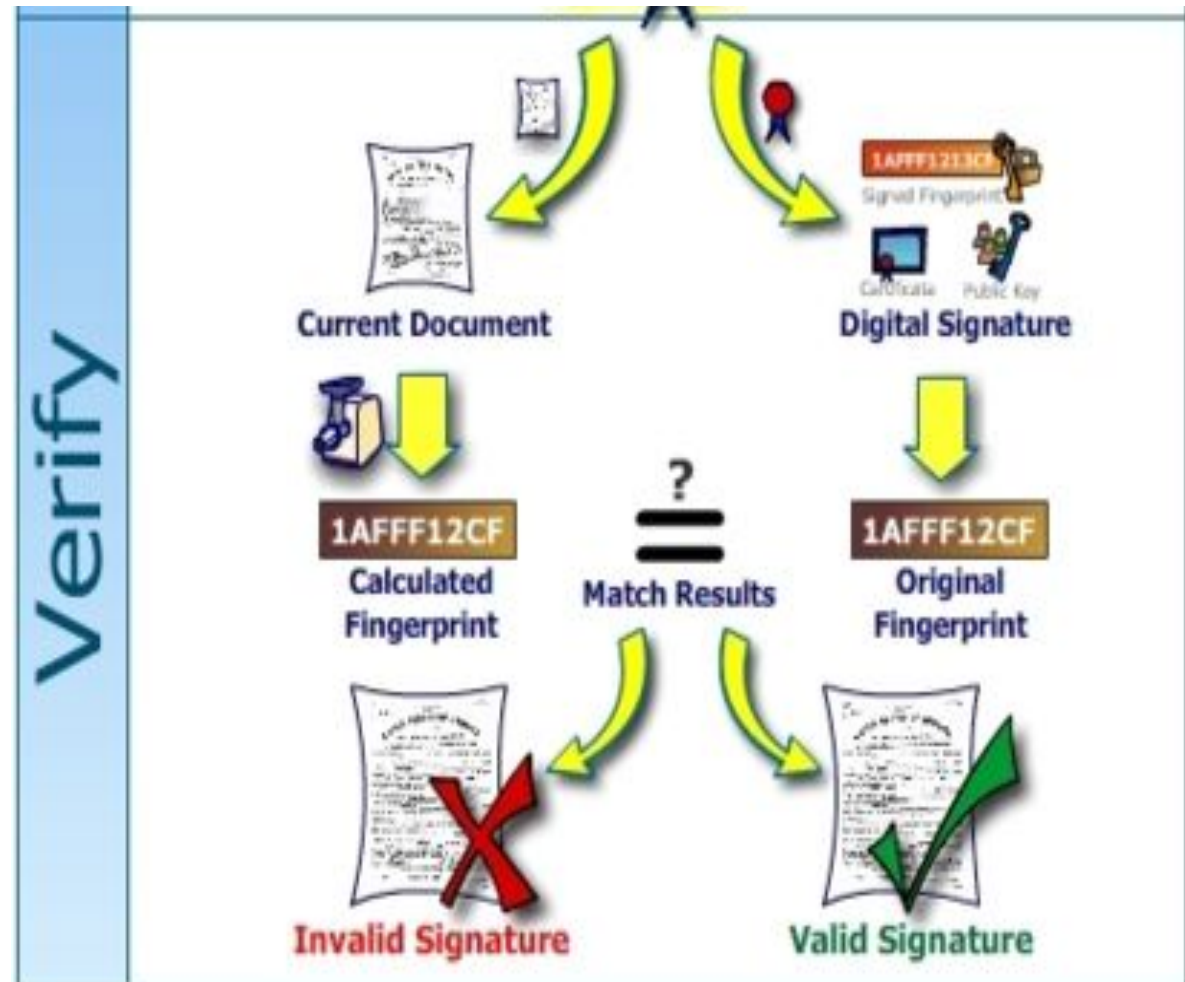 Verify
1AFFF1213CF
Signed Fingerprint
Certificata
Public Key
Current Document
Digital Signature
?
1AFFF12CF
=
1AFFF12CF
Calculated
Fingerprint
Match Results
Original
Fingerprint
Invalid Signature
Valid Signature